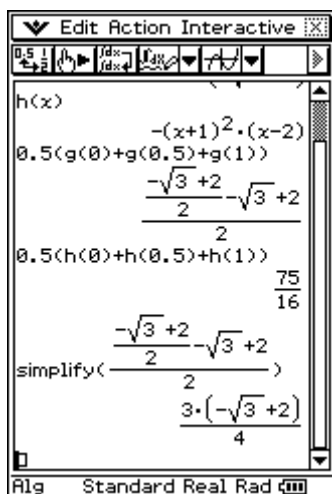 Edit Action Interactive
h(x)
-(x+1)²·(x-2)
0.5(g(0)+g(0.5)+g(1))
((-√3+2)/2-√3+2)/2
0.5(h(0)+h(0.5)+h(1))
75/16
simplify(((-√3+2)/2-√3+2)/2)
3·(-√3+2)/4
Alg Standard Real Rad